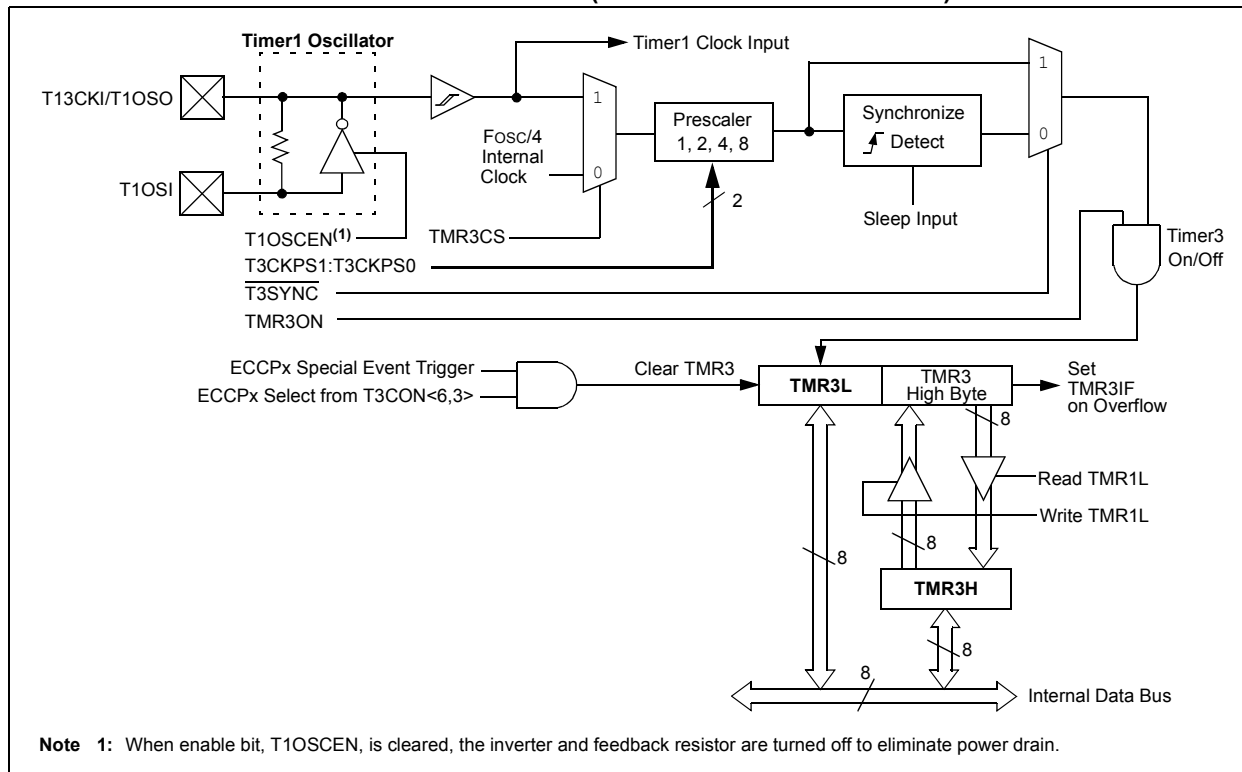 Timer1 Oscillator
Timer1 Clock Input
T13CKI/T1OSO
1
1
FOSC/4
Internal
Clock
0
Prescaler
1, 2, 4, 8
Synchronize
Detect
0
T1OSI
2
Sleep Input
T1OSCEN(1)
TMR3CS
Timer3
On/Off
T3CKPS1:T3CKPS0
T3SYNC
TMR3ON
ECCPx Special Event Trigger
ECCPx Select from T3CON<6,3>
Clear TMR3
TMR3L
TMR3
High Byte
Set
TMR3IF
on Overflow
8
Read TMR1L
Write TMR1L
8
8
TMR3H
8
8
Internal Data Bus
Note 1: When enable bit, T1OSCEN, is cleared, the inverter and feedback resistor are turned off to eliminate power drain.